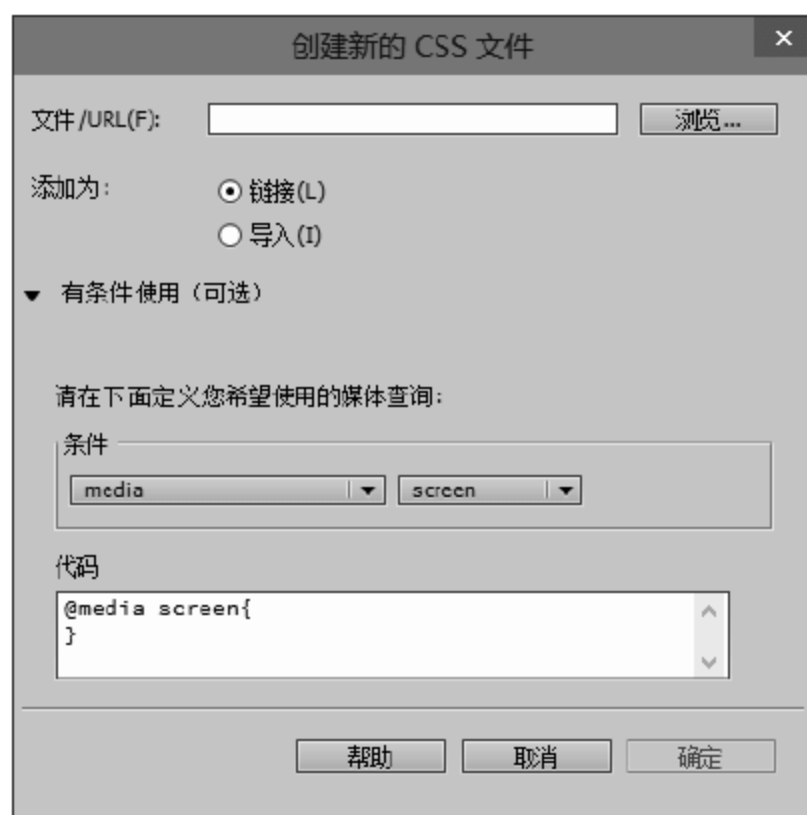 创建新的 CSS 文件
文件/URL(F): 浏览...
添加为: 链接(L)
导入(I)
有条件使用（可选）
请在下面定义您希望使用的媒体查询:
条件
media screen
代码
@media screen{
}
帮助 取消 确定